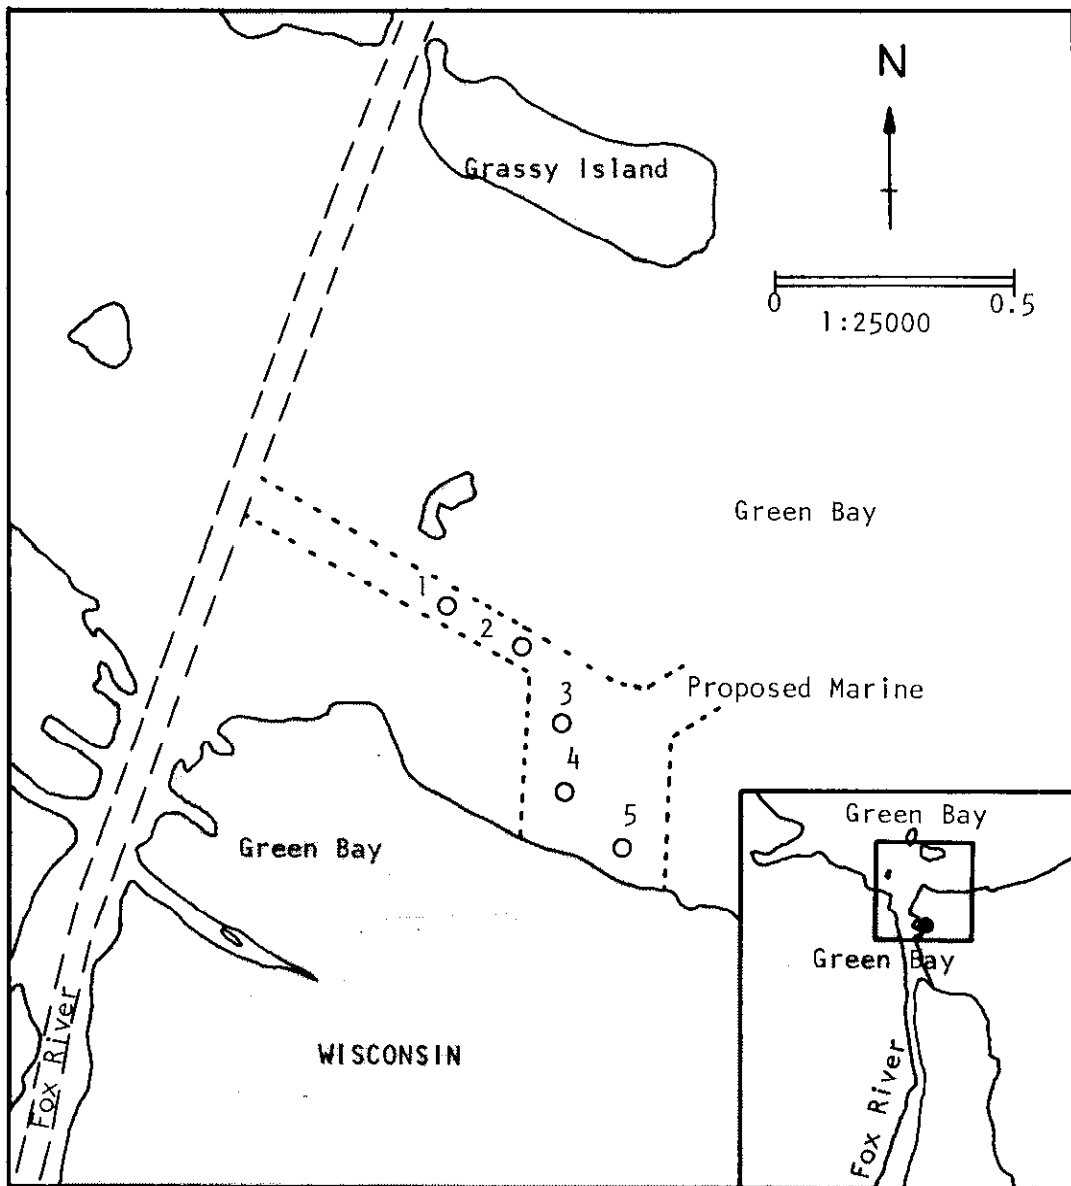 N
Grassy Island
0 0.5
1:25000
Green Bay
1
2
Proposed Marine
3
4
5
Green Bay
WISCONSIN
Fox River
Green Bay
Green Bay
Fox River